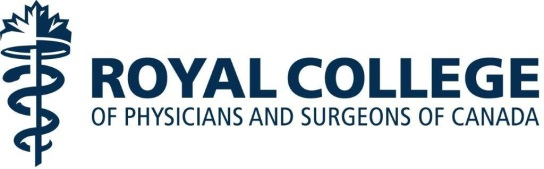 ROYAL COLLEGE
OF PHYSICIANS AND SURGEONS OF CANADA